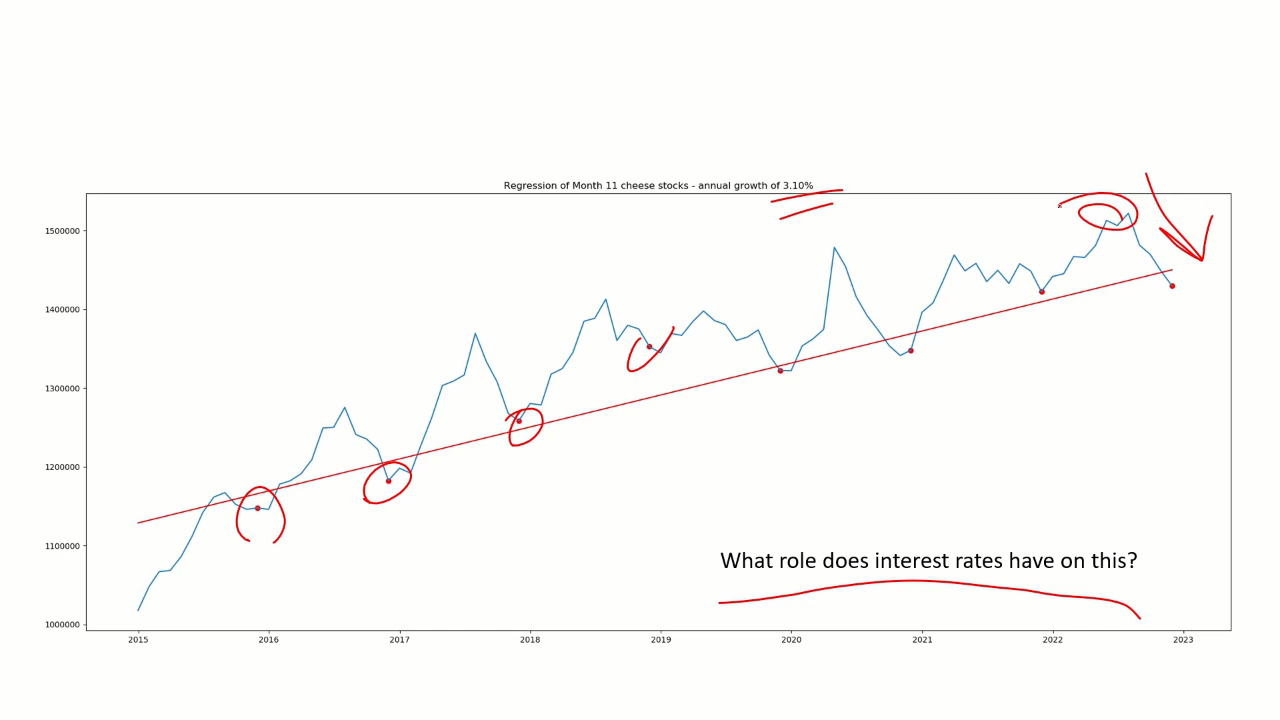 Regression of Month 11 cheese stocks - annual growth of 3.10%
1500000
1400000
1300000
1200000
1100000
1000000
What role does interest rates have on this?
2015 2016 2017 2018 2019 2020 2021 2022 2023